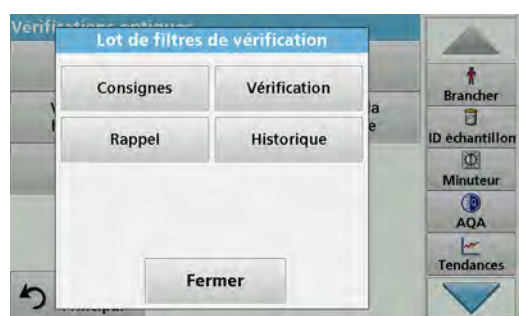 Lot de filtres de vérification
Consignes
Vérification
Rappel
Historique
Fermer
Brancher
ID échantillon
Minuteur
AQA
Tendances